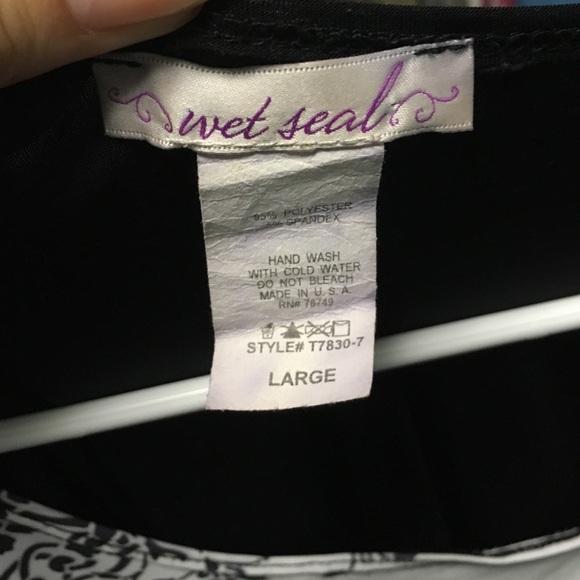 wet seal
95% POLYESTER
5% SPANDEX
HAND WASH
WITH COLD WATER
DO NOT BLEACH
MADE IN U.S.A.
RN# 76749
STYLE# T7830-7
LARGE